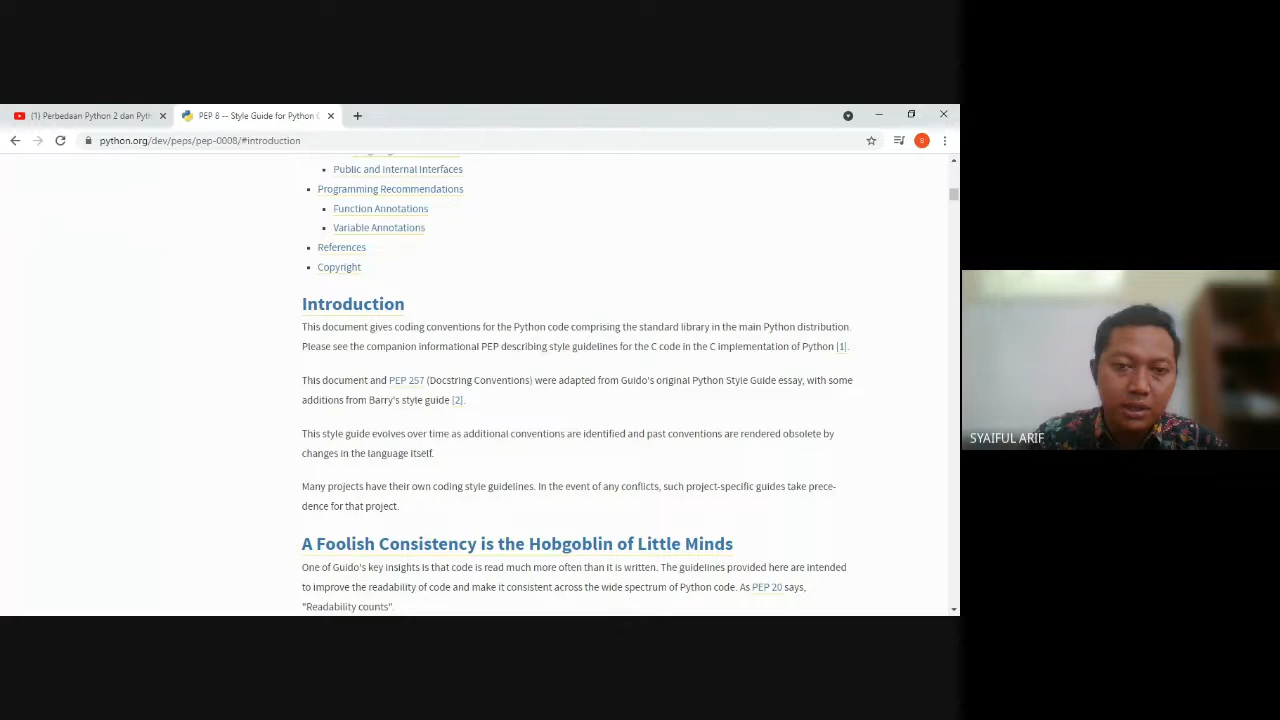 (1) Perbedaan Python 2 dan Pyth
PEP 8 -- Style Guide for Python C
python.org/dev/peps/pep-0008/#introduction
8
Public and Internal Interfaces
Programming Recommendations
Function Annotations
Variable Annotations
References
Copyright
Introduction
This document gives coding conventions for the Python code comprising the standard library in the main Python distribution.
Please see the companion informational PEP describing style guidelines for the C code in the C implementation of Python [1].
This document and PEP 257 (Docstring Conventions) were adapted from Guido's original Python Style Guide essay, with some
additions from Barry's style guide [2].
This style guide evolves over time as additional conventions are identified and past conventions are rendered obsolete by
changes in the language itself.
Many projects have their own coding style guidelines. In the event of any conflicts, such project-specific guides take prece-
dence for that project.
A Foolish Consistency is the Hobgoblin of Little Minds
One of Guido's key insights is that code is read much more often than it is written. The guidelines provided here are intended
to improve the readability of code and make it consistent across the wide spectrum of Python code. As PEP 20 says,
"Readability counts".
SYAIFUL ARIF